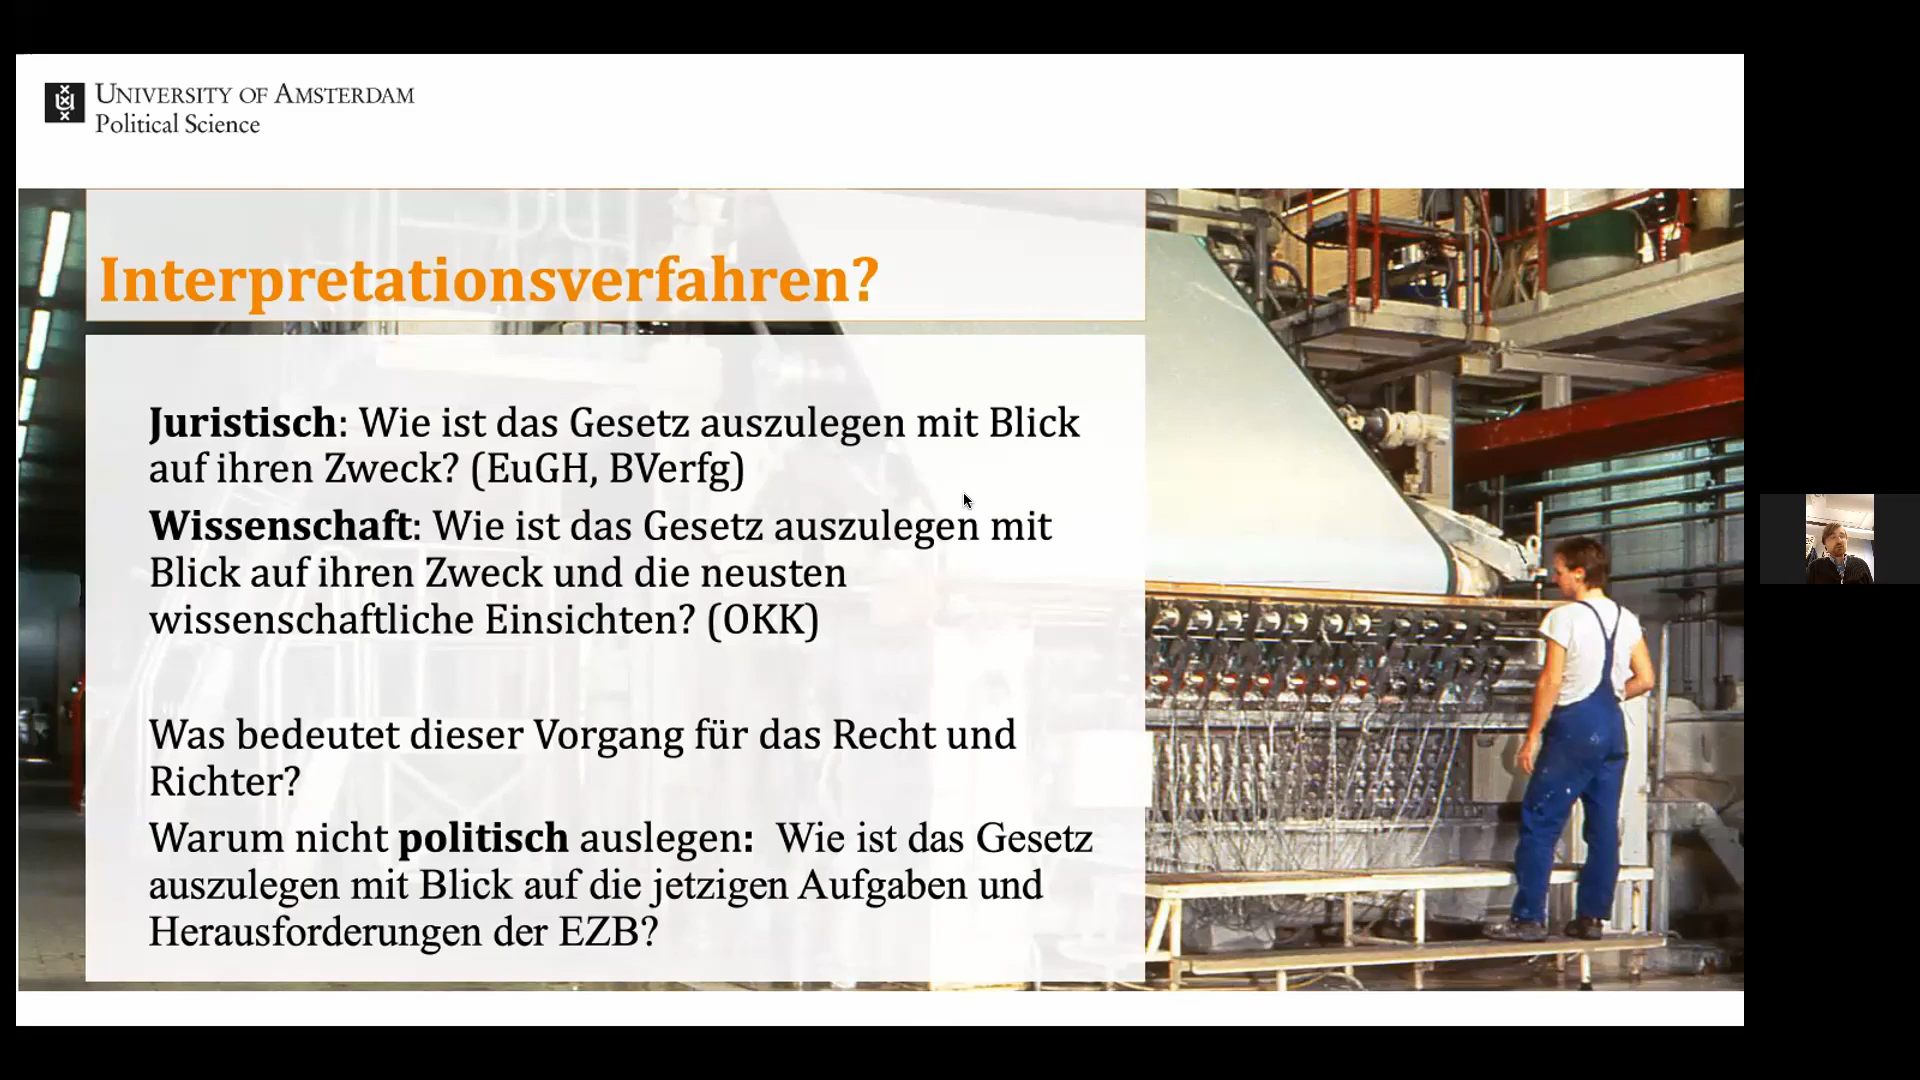 UNIVERSITY OF AMSTERDAM
Political Science
Interpretationsverfahren?
Juristisch: Wie ist das Gesetz auszulegen mit Blick
auf ihren Zweck? (EuGH, BVerfg)
Wissenschaft: Wie ist das Gesetz auszulegen mit
Blick auf ihren Zweck und die neusten
wissenschaftliche Einsichten? (OKK)
Was bedeutet dieser Vorgang für das Recht und
Richter?
Warum nicht politisch auslegen: Wie ist das Gesetz
auszulegen mit Blick auf die jetzigen Aufgaben und
Herausforderungen der EZB?